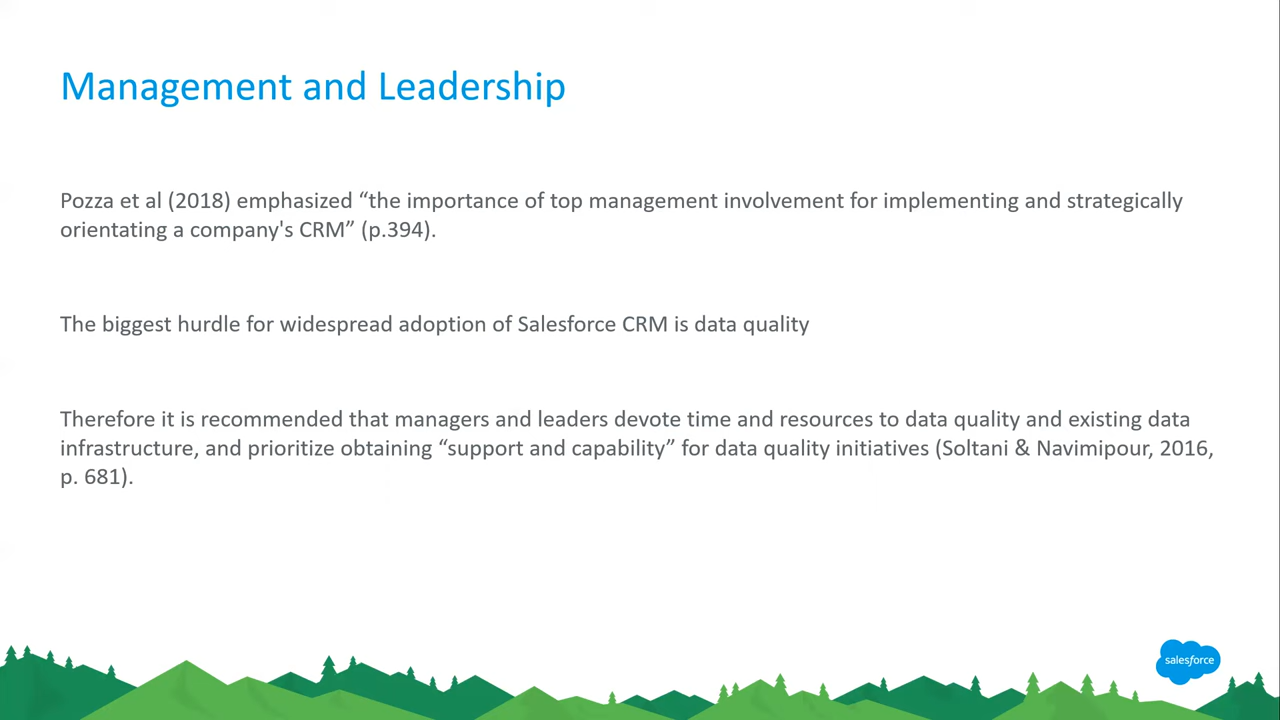 Management and Leadership
Pozza et al (2018) emphasized “the importance of top management involvement for implementing and strategically
orientating a company's CRM” (p.394).
The biggest hurdle for widespread adoption of Salesforce CRM is data quality
Therefore it is recommended that managers and leaders devote time and resources to data quality and existing data
infrastructure, and prioritize obtaining “support and capability” for data quality initiatives (Soltani & Navimipour, 2016,
p. 681).
salesforce